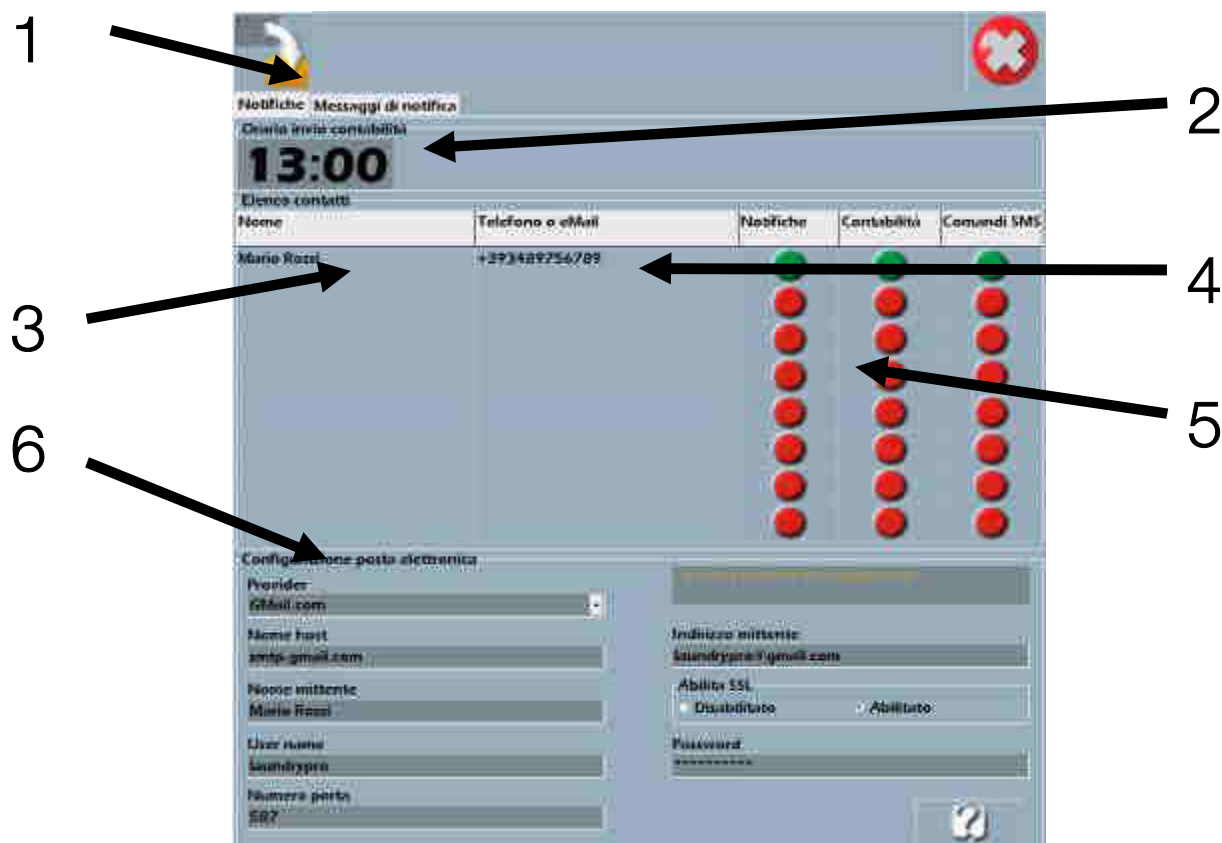 1
Notifiche Messaggi di notifica
2
Orario invio contabilità
13:00
Elenco contatti
Nome Telefono o eMail Notifiche Contabilità Comandi SMS
Mario Rossi +393489756789
4
3
5
6
Configurazione posta elettronica
Provider
GMail.com
Nome host
smtp.gmail.com
Indirizzo mittente
laundrypro@gmail.com
Nome mittente
Mario Rossi
Abilita SSL
Disabilitato Abilitato
User name
laundrypro
Password
**********
Numero porta
587
?